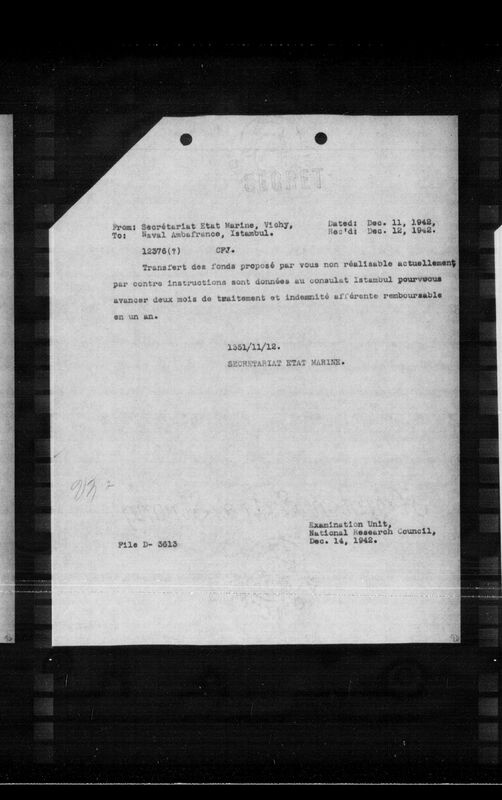 SECRET
From: Secrétariat Etat Marine, Vichy, Dated: Dec. 11, 1942,
To: Naval Ambafrance, Istambul. Rec'd: Dec. 12, 1942.
12376(?) CFJ.
Transfert des fonds proposé par vous non réalisable actuellement
par contre instructions sont données au consulat Istambul pourvous
avancer deux mois de traitement et indemnité afférente remboursable
en un an.
1351/11/12.
SECRETARIAT ETAT MARINE.
Examination Unit,
National Research Council,
File D- 3613 Dec. 14, 1942.